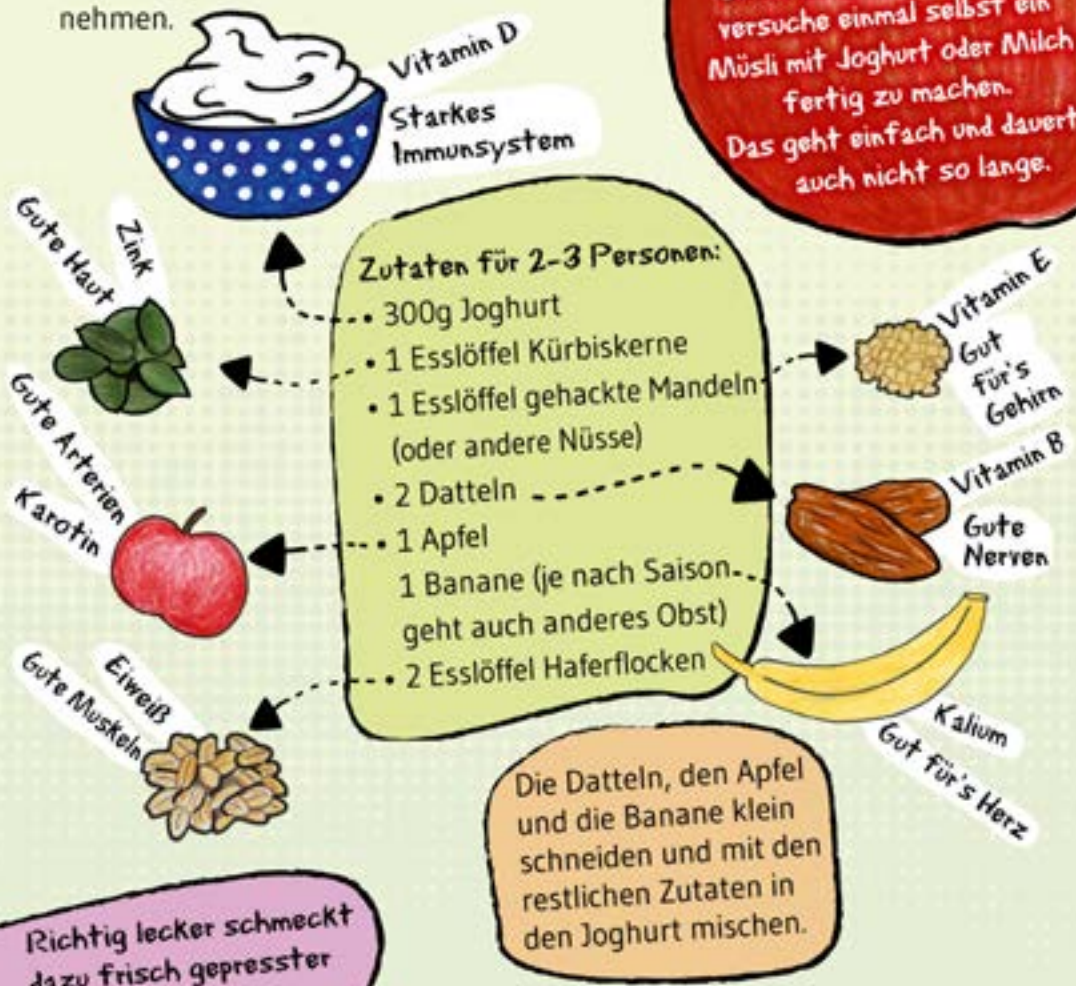 nehmen.
versuche einmal selbst ein
Müsli mit Joghurt oder Milch
fertig zu machen.
Das geht einfach und dauert
auch nicht so lange.
Vitamin D
Starkes
Immunsystem
Zink
Gute Haut
Zutaten für 2-3 Personen:
• 300g Joghurt
• 1 Esslöffel Kürbiskerne
• 1 Esslöffel gehackte Mandeln
(oder andere Nüsse)
• 2 Datteln
• 1 Apfel
1 Banane (je nach Saison
geht auch anderes Obst)
• 2 Esslöffel Haferflocken
Vitamin E
Gut
für's
Gehirn
Gute Arterien
Karotin
Vitamin B
Gute
Nerven
Eiweiß
Gute Muskeln
Kalium
Gut für's Herz
Die Datteln, den Apfel
und die Banane klein
schneiden und mit den
restlichen Zutaten in
den Joghurt mischen.
Richtig lecker schmeckt
dazu frisch gepresster